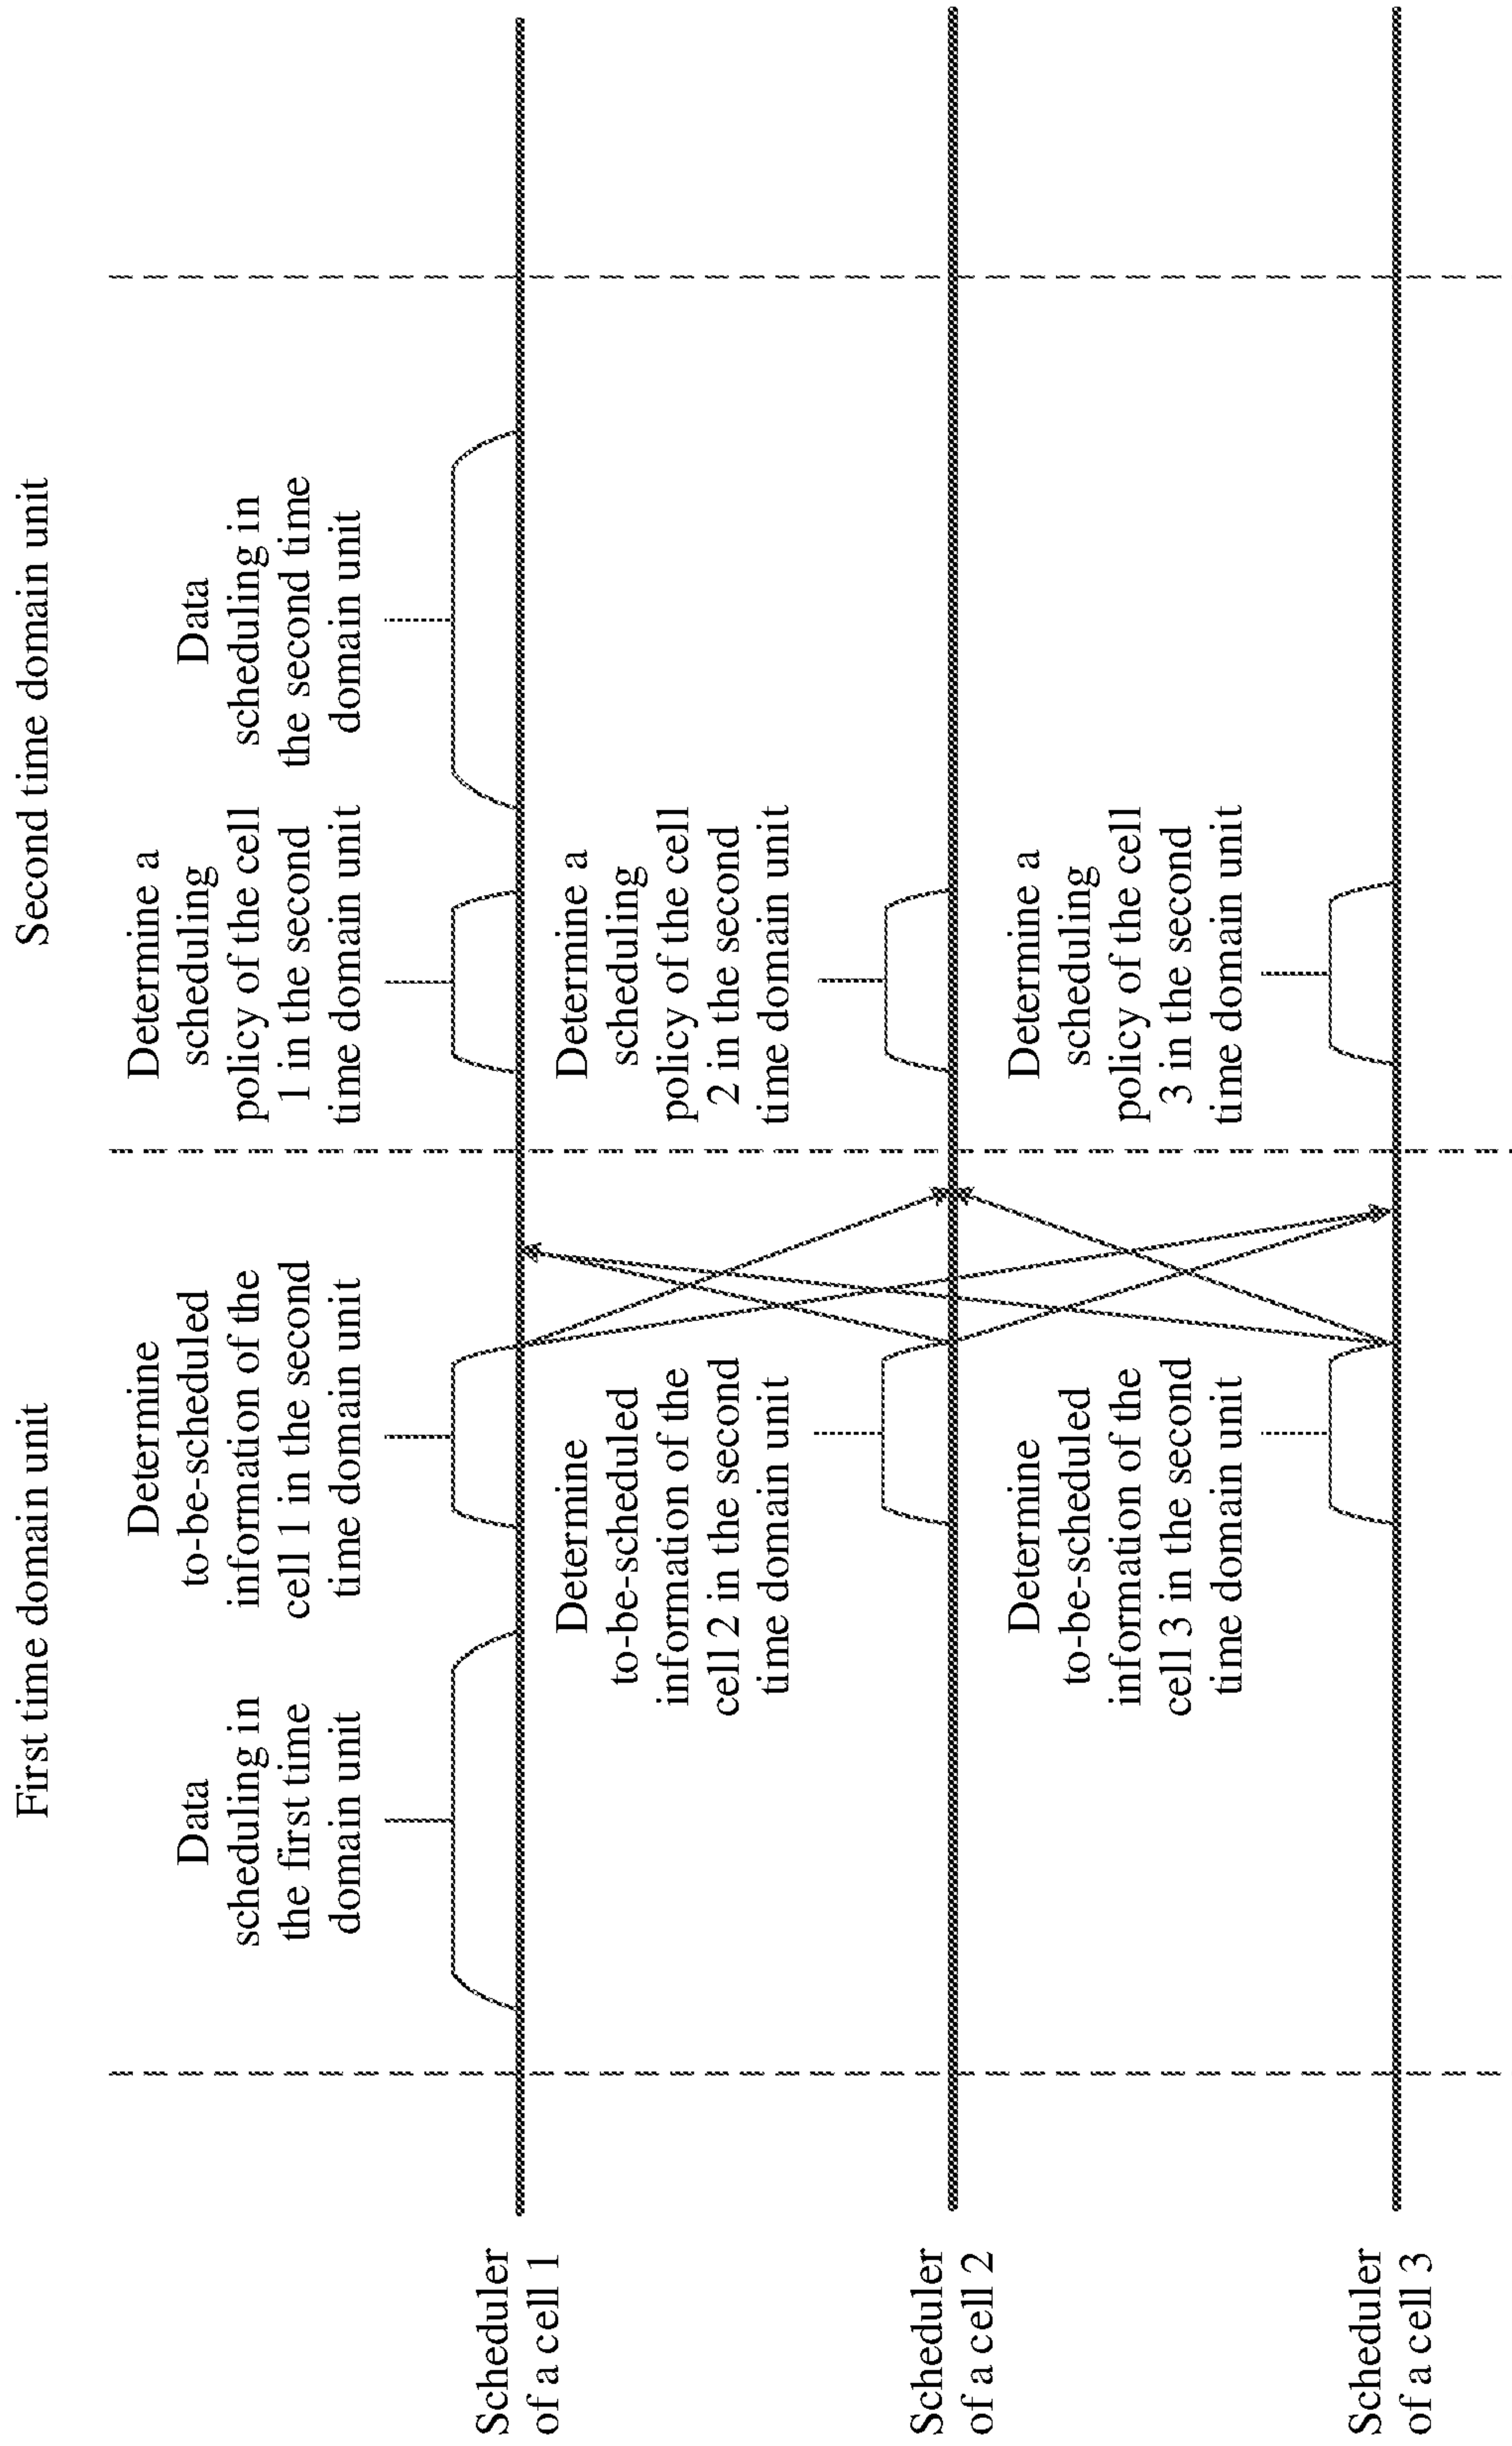 First time domain unit
Second time domain unit
Data
scheduling in
the first time
domain unit
Determine
to-be-scheduled
information of the
cell 1 in the second
time domain unit
Determine a
scheduling
policy of the cell
1 in the second
time domain unit
Data
scheduling in
the second time
domain unit
Scheduler
of a cell 1
Determine
to-be-scheduled
information of the
cell 2 in the second
time domain unit
Determine a
scheduling
policy of the cell
2 in the second
time domain unit
Scheduler
of a cell 2
Determine
to-be-scheduled
information of the
cell 3 in the second
time domain unit
Determine a
scheduling
policy of the cell
3 in the second
time domain unit
Scheduler
of a cell 3